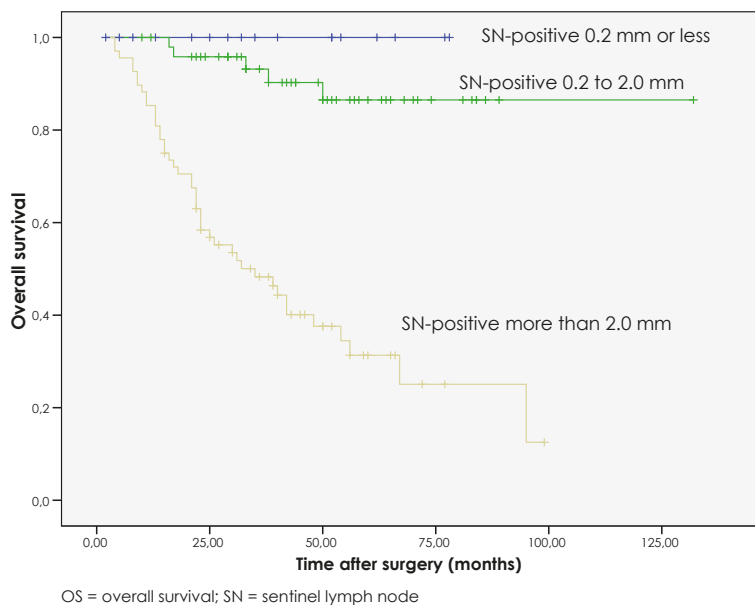 1,0
SN-positive 0.2 mm or less
SN-positive 0.2 to 2.0 mm
0,8
0,6
Overall survival
0,4
SN-positive more than 2.0 mm
0,2
0,0
0,00 25,00 50,00 75,00 100,00 125,00
Time after surgery (months)
OS = overall survival; SN = sentinel lymph node